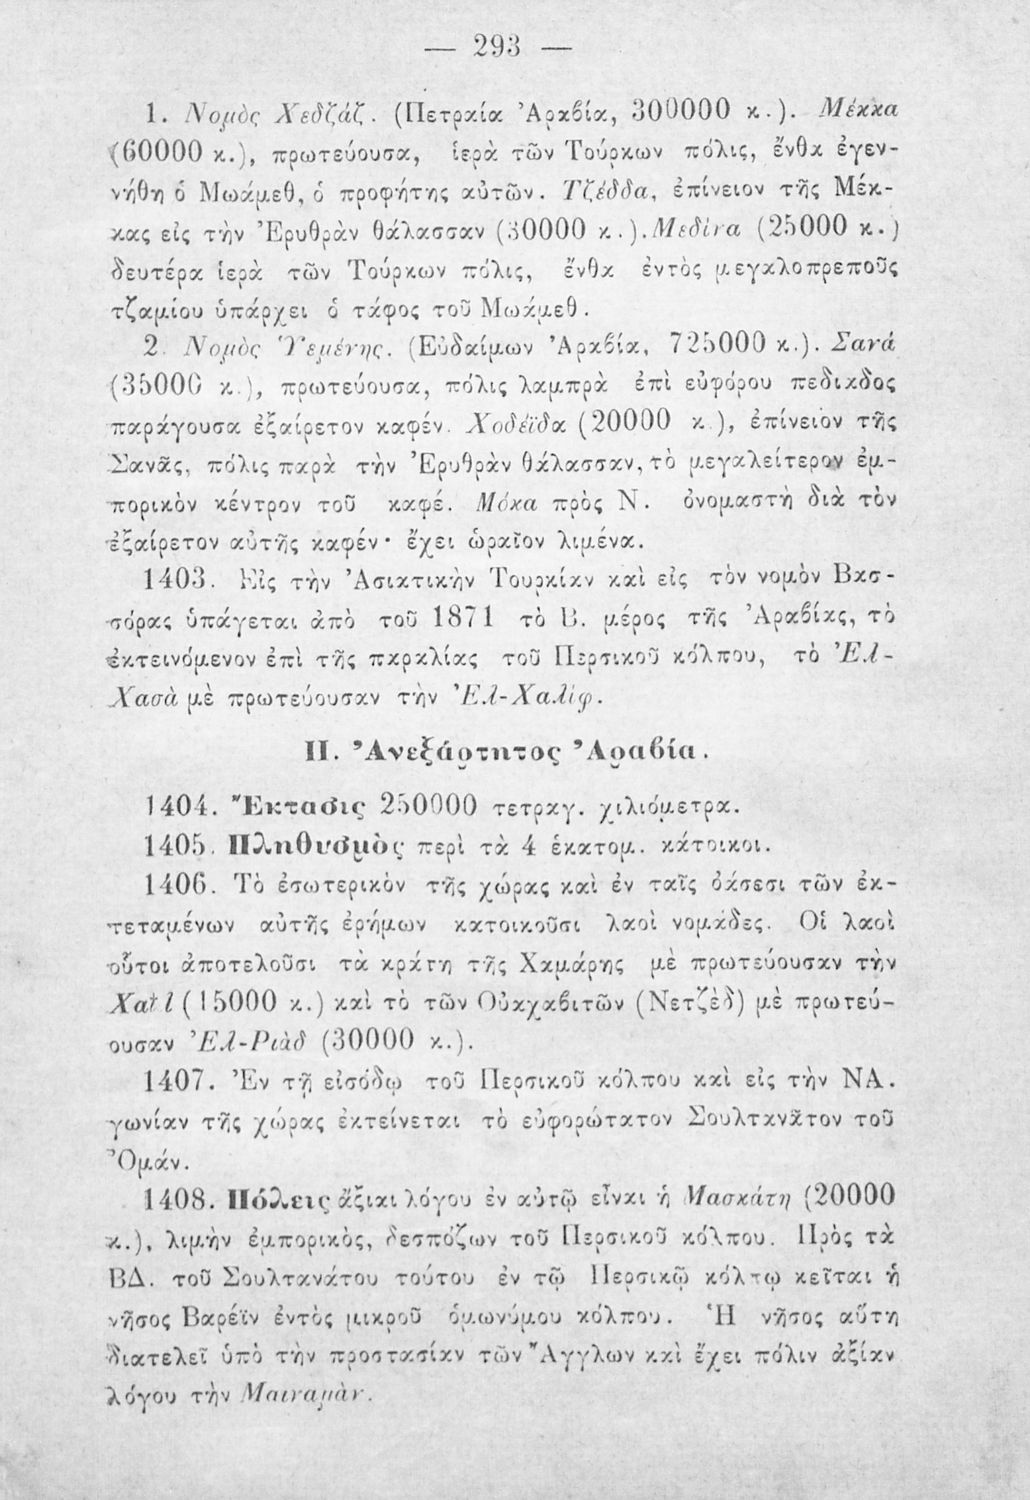 — 293 —
1. Νομὸς Χεδζάζ. (Πετραία Ἀραβία, 300000 κ.). Μέκκα
(60000 κ.), πρωτεύουσα, ἱερὰ τῶν Τούρκων πόλις, ἔνθα ἐγεν-
νήθη ὁ Μωάμεθ, ὁ προφήτης αὐτῶν. Τζέδδα, ἐπίνειον τῆς Μέκ-
κας εἰς τὴν Ἐρυθρὰν θάλασσαν (30000 κ.). Μεδίνα (25000 κ.)
δευτέρα ἱερὰ τῶν Τούρκων πόλις, ἔνθα ἐντὸς μεγαλοπρεποῦς
τζαμίου ὑπάρχει ὁ τάφος τοῦ Μωάμεθ.
2. Νομὸς Ὑεμένης. (Εὐδαίμων Ἀραβία, 725000 κ.). Σανά
(35000 κ.), πρωτεύουσα, πόλις λαμπρὰ ἐπὶ εὐφόρου πεδιάδος
παράγουσα ἐξαίρετον καφέν. Χοδέϊδα (20000 κ.), ἐπίνειον τῆς
Σανᾶς, πόλις παρὰ τὴν Ἐρυθρὰν θάλασσαν, τὸ μεγαλείτερον ἐμ-
πορικὸν κέντρον τοῦ καφέ. Μόκα πρὸς Ν. ὀνομαστὴ διὰ τὸν
ἐξαίρετον αὐτῆς καφέν· ἔχει ὡραῖον λιμένα.
1403. Εἰς τὴν Ἀσιατικὴν Τουρκίαν καὶ εἰς τὸν νομὸν Βασ-
σόρας ὑπάγεται ἀπὸ τοῦ 1871 τὸ Β. μέρος τῆς Ἀραβίας, τὸ
ἐκτεινόμενον ἐπὶ τῆς παραλίας τοῦ Περσικοῦ κόλπου, τὸ Ἐλ-
Χασὰ μὲ πρωτεύουσαν τὴν Ἐλ-Χαλίφ.
II. Ἀνεξάρτητος Ἀραβία.
1404. Ἔκτασις 250000 τετραγ. χιλιόμετρα.
1405. Πληθυσμὸς περὶ τὰ 4 ἑκατομ. κάτοικοι.
1406. Τὸ ἐσωτερικὸν τῆς χώρας καὶ ἐν ταῖς ὀάσεσι τῶν ἐκ-
τεταμένων αὐτῆς ἐρήμων κατοικοῦσι λαοὶ νομάδες. Οἱ λαοὶ
οὗτοι ἀποτελοῦσι τὰ κράτη τῆς Χαμάρης μὲ πρωτεύουσαν τὴν
(15000 κ.) καὶ τὸ τῶν Οὐαχαβιτῶν (Νετζὲδ) μὲ πρωτεύ-
ουσαν Ἐλ-Ριὰδ (30000 κ.).
1407. Ἐν τῇ εἰσόδῳ τοῦ Περσικοῦ κόλπου καὶ εἰς τὴν ΝΑ.
γωνίαν τῆς χώρας ἐκτείνεται τὸ εὐφορώτατον Σουλτανᾶτον τοῦ
Ὀμάν.
1408. Πόλεις ἄξιαι λόγου ἐν αὐτῷ εἶναι ἡ Μασκάτη (20000
κ.), λιμὴν ἐμπορικὸς, δεσπόζων τοῦ Περσικοῦ κόλπου. Πρὸς τὰ
ΒΔ. τοῦ Σουλτανάτου τούτου ἐν τῷ Περσικῷ κόλπῳ κεῖται ἡ
νῆσος Βαρέϊν ἐντὸς μικροῦ ὁμωνύμου κόλπου. Ἡ νῆσος αὕτη
διατελεῖ ὑπὸ τὴν προστασίαν τῶν Ἄγγλων καὶ ἔχει πόλιν ἀξίαν
λόγου τὴν Μαιναμὰν.